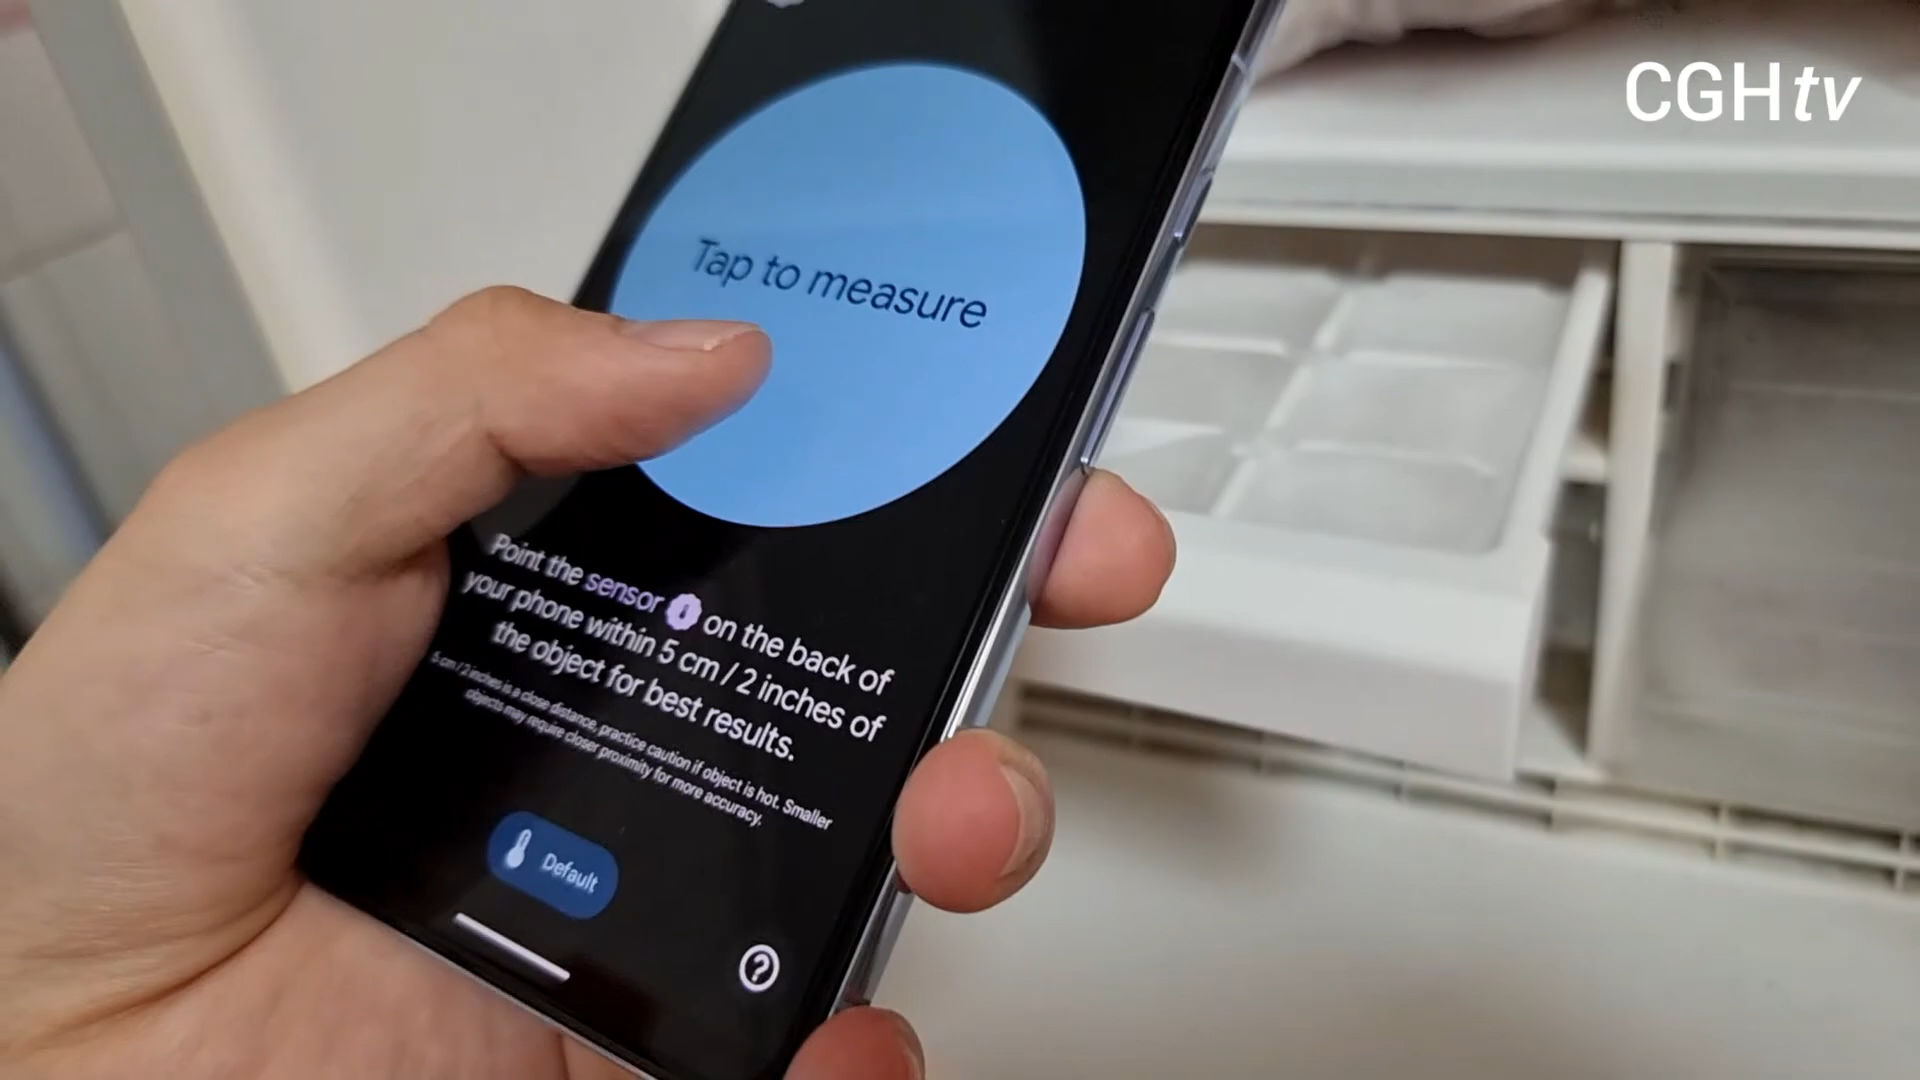 CGHtv
Tap to measure
Point the sensor on the back of
your phone within 5 cm / 2 inches of
the object for best results.
5 cm / 2 inches is a close distance, practice caution if object is hot. Smaller
objects may require closer proximity for more accuracy.
Default
?